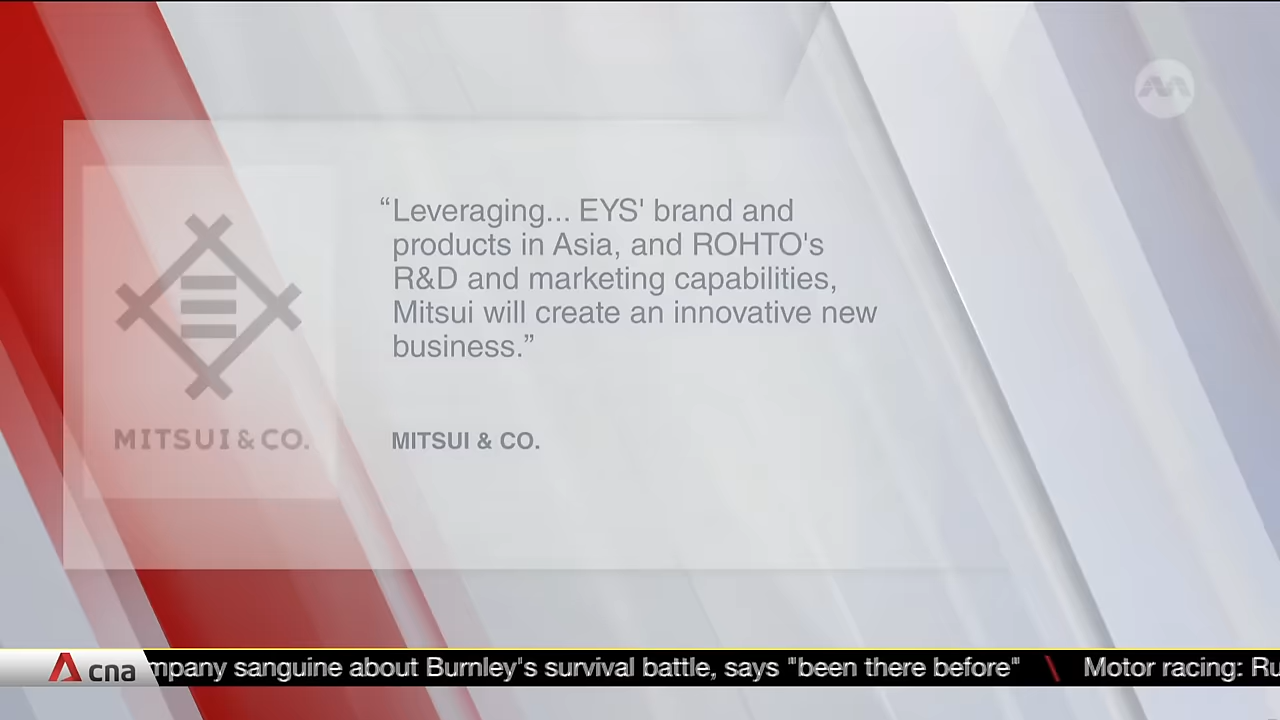 “Leveraging... EYS' brand and
products in Asia, and ROHTO's
R&D and marketing capabilities,
Mitsui will create an innovative new
business.”
MITSUI & CO.
MITSUI & CO.
cna
mpany sanguine about Burnley's survival battle, says "been there before" \ Motor racing: Ru